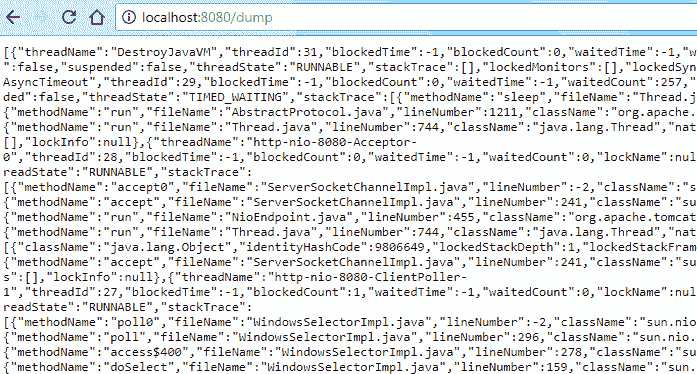 localhost:8080/dump
[{"threadName":"DestroyJavaVM","threadId":31,"blockedTime":-1,"blockedCount":0,"waitedTime":-1,"w
":false,"suspended":false,"threadState":"RUNNABLE","stackTrace":[],"lockedMonitors":[],"lockedSyn
AsyncTimeout","threadId":29,"blockedTime":-1,"blockedCount":0,"waitedTime":-1,"waitedCount":257,"
ded":false,"threadState":"TIMED_WAITING","stackTrace":[{"methodName":"sleep","fileName":"Thread.j
{"methodName":"run","fileName":"AbstractProtocol.java","lineNumber":1211,"className":"org.apache.
{"methodName":"run","fileName":"Thread.java","lineNumber":744,"className":"java.lang.Thread","nat
[],"lockInfo":null},{"threadName":"http-nio-8080-Acceptor-
0","threadId":28,"blockedTime":-1,"blockedCount":0,"waitedTime":-1,"waitedCount":0,"lockName":nul
readState":"RUNNABLE","stackTrace":
[{"methodName":"accept0","fileName":"ServerSocketChannelImpl.java","lineNumber":-2,"className":"s
{"methodName":"accept","fileName":"ServerSocketChannelImpl.java","lineNumber":241,"className":"su
{"methodName":"run","fileName":"NioEndpoint.java","lineNumber":455,"className":"org.apache.tomcat
{"methodName":"run","fileName":"Thread.java","lineNumber":744,"className":"java.lang.Thread","nat
[{"className":"java.lang.Object","identityHashCode":9806649,"lockedStackDepth":1,"lockedStackFram
{"methodName":"accept","fileName":"ServerSocketChannelImpl.java","lineNumber":241,"className":"su
s":[],"lockInfo":null},{"threadName":"http-nio-8080-ClientPoller-
1","threadId":27,"blockedTime":-1,"blockedCount":1,"waitedTime":-1,"waitedCount":0,"lockName":nul
readState":"RUNNABLE","stackTrace":
[{"methodName":"poll0","fileName":"WindowsSelectorImpl.java","lineNumber":-2,"className":"sun.nio
{"methodName":"poll","fileName":"WindowsSelectorImpl.java","lineNumber":296,"className":"sun.nio.
{"methodName":"access$400","fileName":"WindowsSelectorImpl.java","lineNumber":278,"className":"su
{"methodName":"doSelect","fileName":"WindowsSelectorImpl.java","lineNumber":159,"className":"sun.